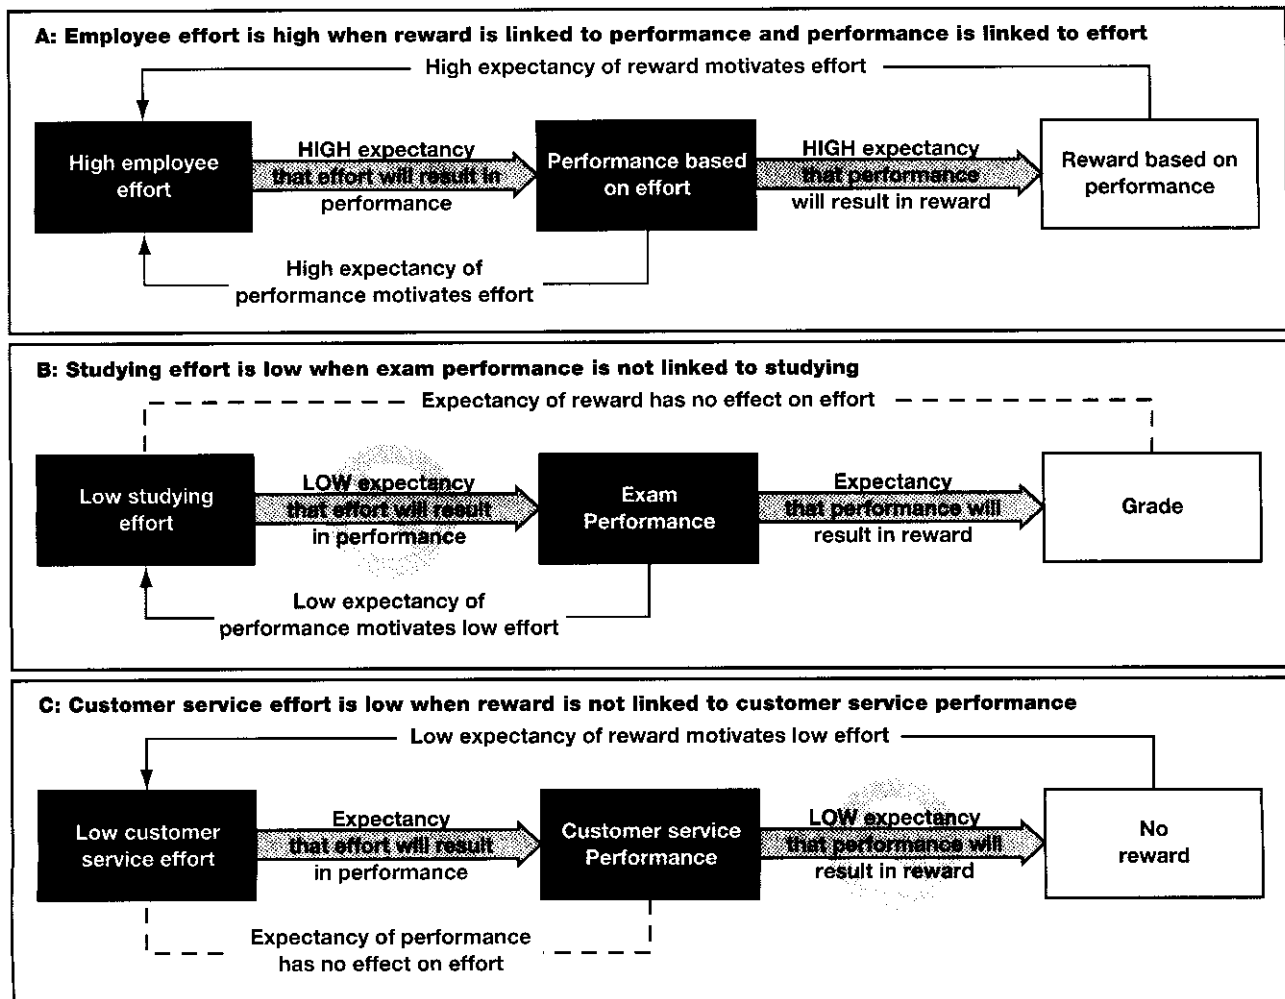 A: Employee effort is high when reward is linked to performance and performance is linked to effort
High expectancy of reward motivates effort
High employee
effort
HIGH expectancy
that effort will result in
performance
Performance based
on effort
HIGH expectancy
that performance
will result in reward
Reward based on
performance
High expectancy of
performance motivates effort
B: Studying effort is low when exam performance is not linked to studying
Expectancy of reward has no effect on effort
Low studying
effort
LOW expectancy
that effort will result
in performance
Exam
Performance
Expectancy
that performance will
result in reward
Grade
Low expectancy of
performance motivates low effort
C: Customer service effort is low when reward is not linked to customer service performance
Low expectancy of reward motivates low effort
Low customer
service effort
Expectancy
that effort will result
in performance
Customer service
Performance
LOW expectancy
that performance will
result in reward
No
reward
Expectancy of performance
has no effect on effort